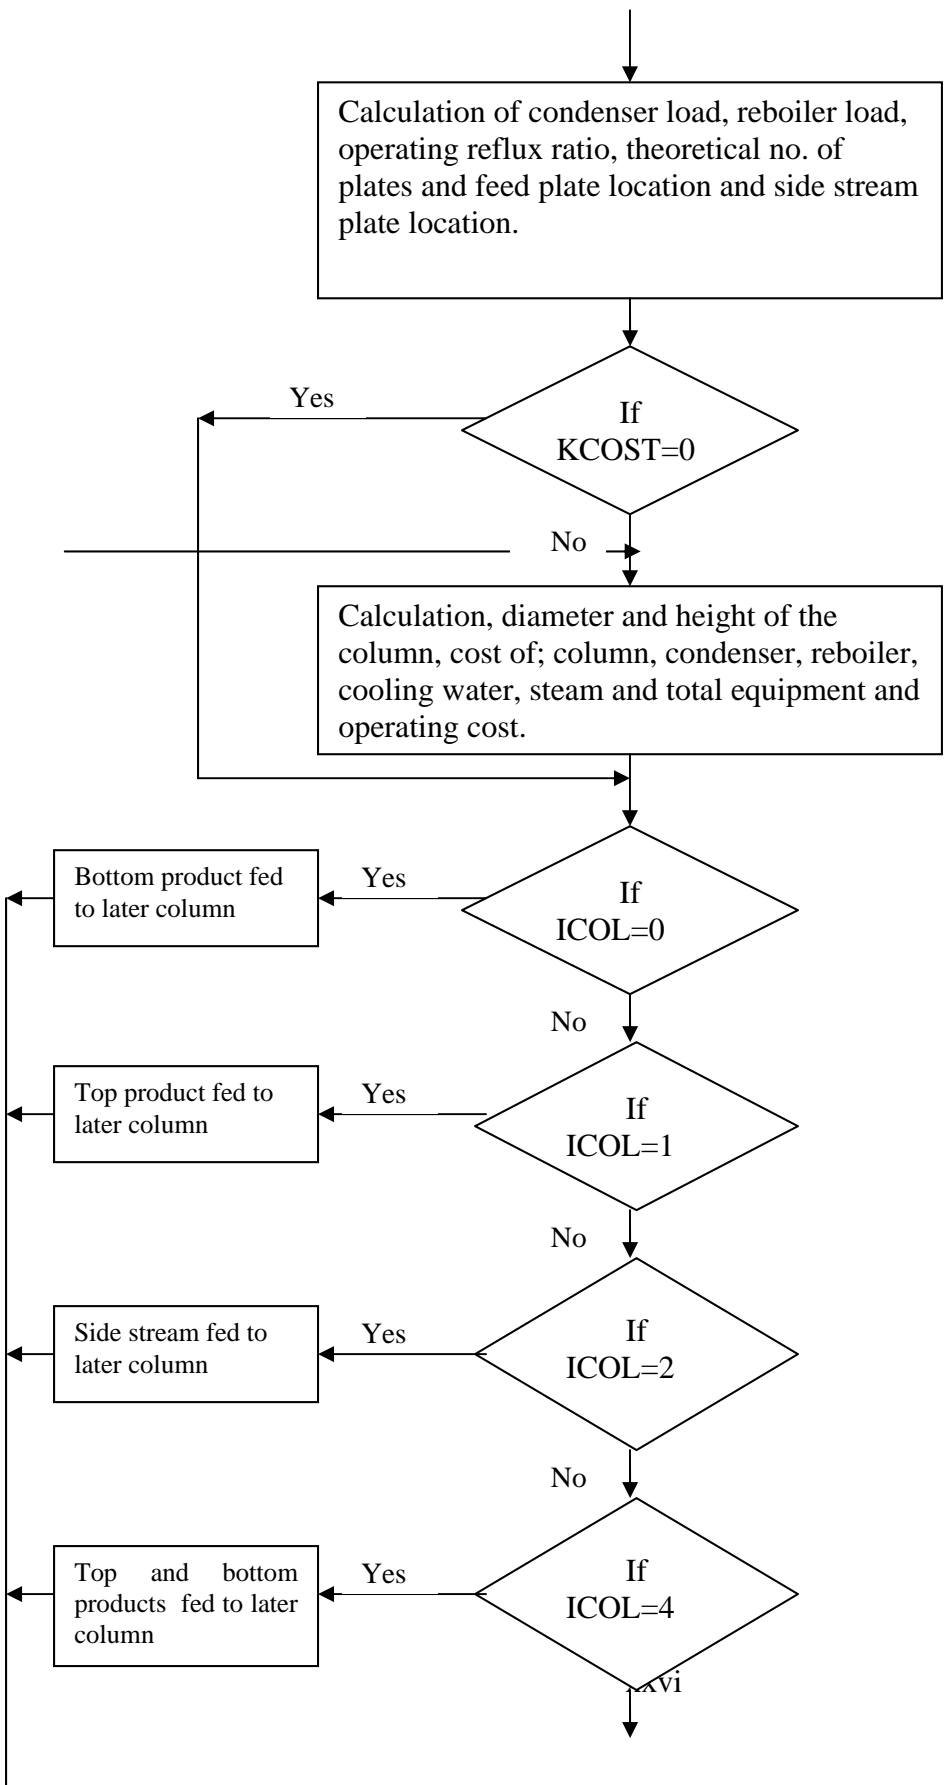 Calculation of condenser load, reboiler load,
operating reflux ratio, theoretical no. of
plates and feed plate location and side stream
plate location.
Yes
If
KCOST=0
No
Calculation, diameter and height of the
column, cost of; column, condenser, reboiler,
cooling water, steam and total equipment and
operating cost.
Bottom product fed
to later column
Yes
If
ICOL=0
No
Top product fed to
later column
Yes
If
ICOL=1
No
Side stream fed to
later column
Yes
If
ICOL=2
No
Top and bottom
products fed to later
column
Yes
If
ICOL=4